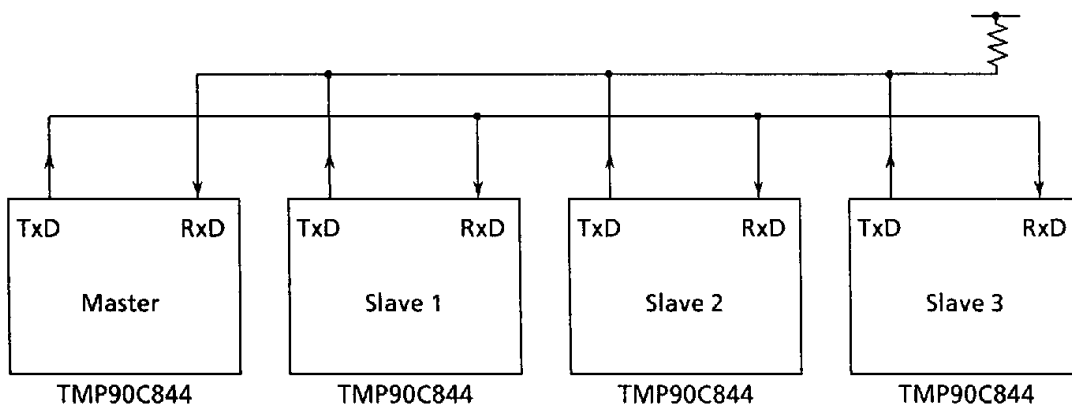 TxD RxD TxD RxD TxD RxD TxD RxD
Master Slave 1 Slave 2 Slave 3
TMP90C844 TMP90C844 TMP90C844 TMP90C844